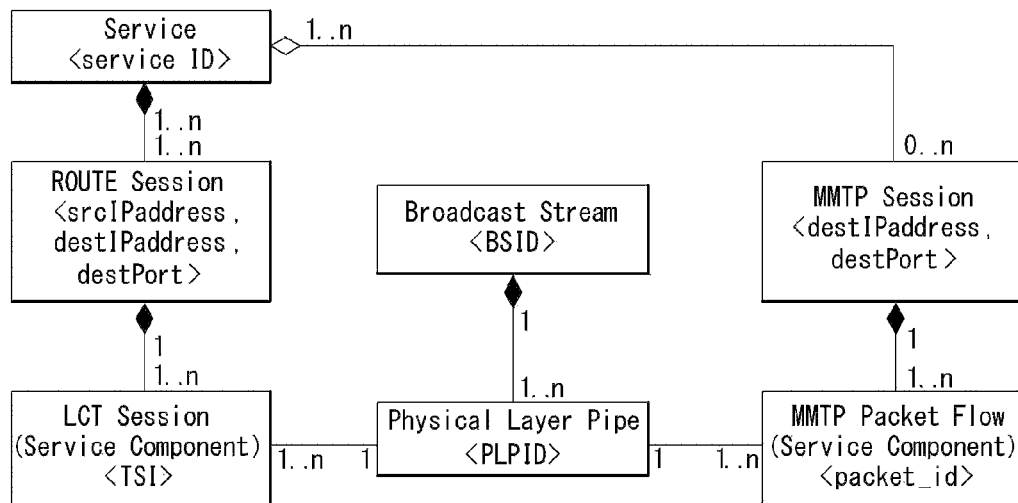 Service
<service ID>
1..n
1..n
1..n
0..n
ROUTE Session
<srcIPaddress,
destIPaddress,
destPort>
Broadcast Stream
<BSID>
MMTP Session
<destIPaddress,
destPort>
1
1..n
1
1..n
1
1..n
LCT Session
(Service Component)
<TSI>
1..n
1
Physical Layer Pipe
<PLPID>
1
1..n
MMTP Packet Flow
(Service Component)
<packet_id>